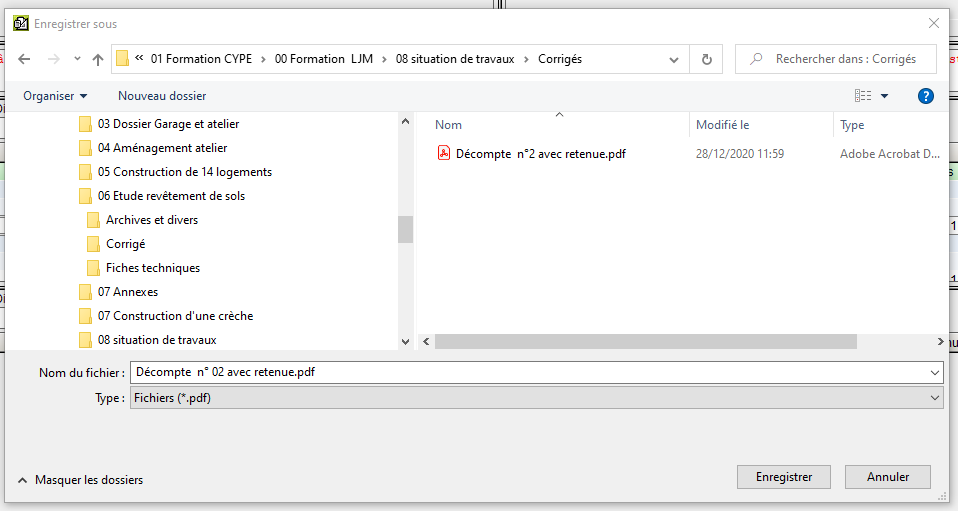 Enregistrer sous
« 01 Formation CYPE > 00 Formation LJM > 08 situation de travaux > Corrigés
Rechercher dans : Corrigés
Organiser
Nouveau dossier
?
03 Dossier Garage et atelier
04 Aménagement atelier
05 Construction de 14 logements
06 Etude revêtement de sols
Archives et divers
Corrigé
Fiches techniques
07 Annexes
07 Construction d'une crèche
08 situation de travaux
Nom Modifié le Type
Décompte n°2 avec retenue.pdf 28/12/2020 11:59 Adobe Acrobat D...
Nom du fichier : Décompte n° 02 avec retenue.pdf
Type : Fichiers (*.pdf)
Masquer les dossiers
Enregistrer
Annuler